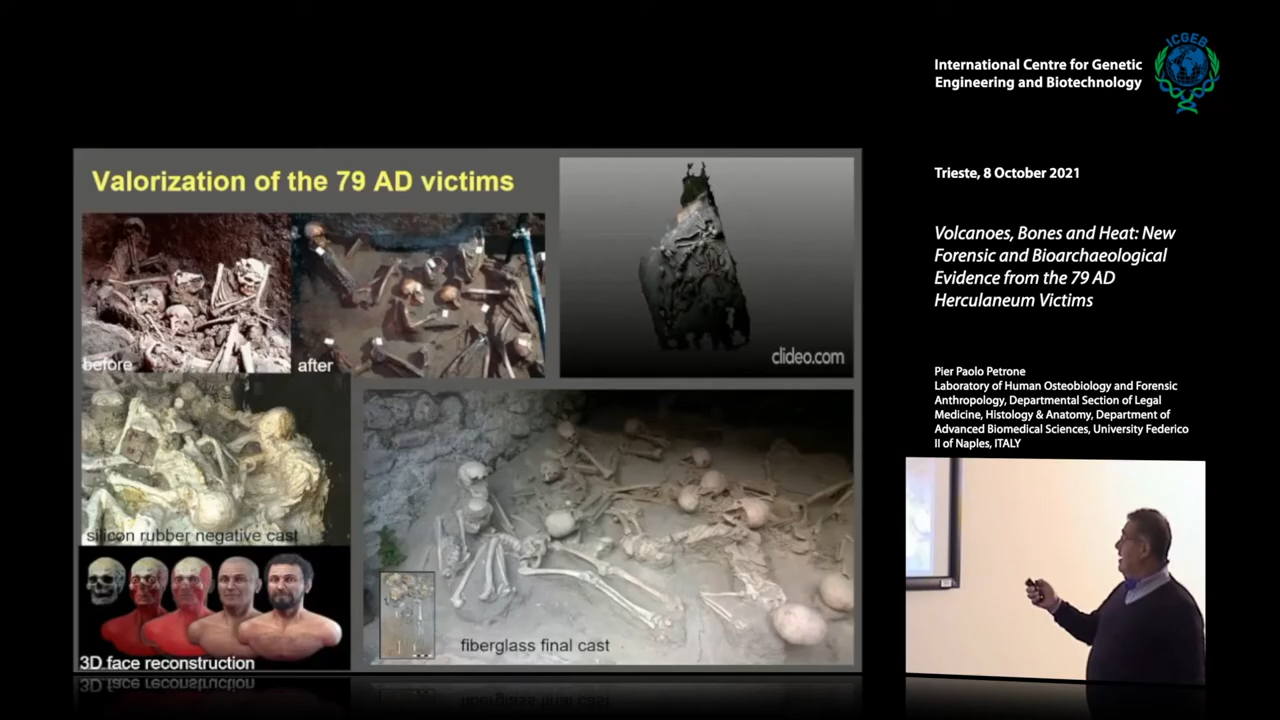 ICGEB
International Centre for Genetic
Engineering and Biotechnology
Valorization of the 79 AD victims
before
after
clideo.com
silicon rubber negative cast
3D face reconstruction
fiberglass final cast
Trieste, 8 October 2021
Volcanoes, Bones and Heat: New
Forensic and Bioarchaeological
Evidence from the 79 AD
Herculaneum Victims
Pier Paolo Petrone
Laboratory of Human Osteobiology and Forensic
Anthropology, Departmental Section of Legal
Medicine, Histology & Anatomy, Department of
Advanced Biomedical Sciences, University Federico
II of Naples, ITALY